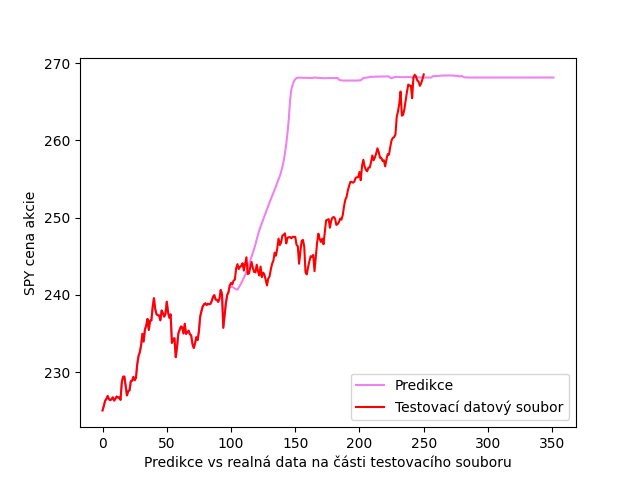 270
260
250
240
230
SPY cena akcie
0 50 100 150 200 250 300 350
Predikce vs realná data na části testovacího souboru
Predikce
Testovací datový soubor